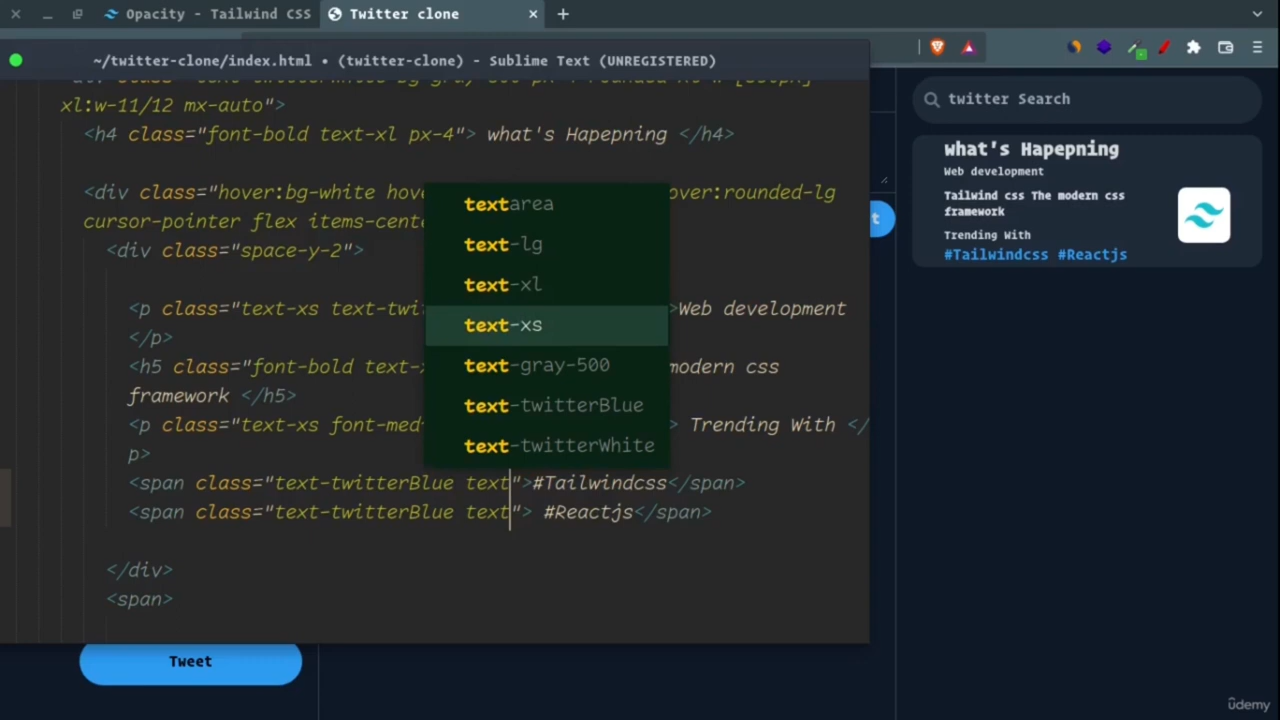 Opacity - Tailwind CSS
Twitter clone
~/twitter-clone/index.html • (twitter-clone) - Sublime Text (UNREGISTERED)
xl:w-11/12 mx-auto">
<h4 class="font-bold text-xl px-4"> what's Hapepning </h4>
<div class="hover:bg-white hov
over:rounded-lg
cursor-pointer flex items-cent
<div class="space-y-2">
<p class="text-xs text-twit
>Web development
</p>
<h5 class="font-bold text-x
modern css
framework </h5>
<p class="text-xs font-med
> Trending With </
p>
<span class="text-twitterBlue text">#Tailwindcss</span>
<span class="text-twitterBlue text"> #Reactjs</span>
</div>
<span>
textarea
text-lg
text-xl
text-xs
text-gray-500
text-twitterBlue
text-twitterWhite
t
Tweet
twitter Search
what's Hapepning
Web development
Tailwind css The modern css
framework
Trending With
#Tailwindcss #Reactjs
ûdemy